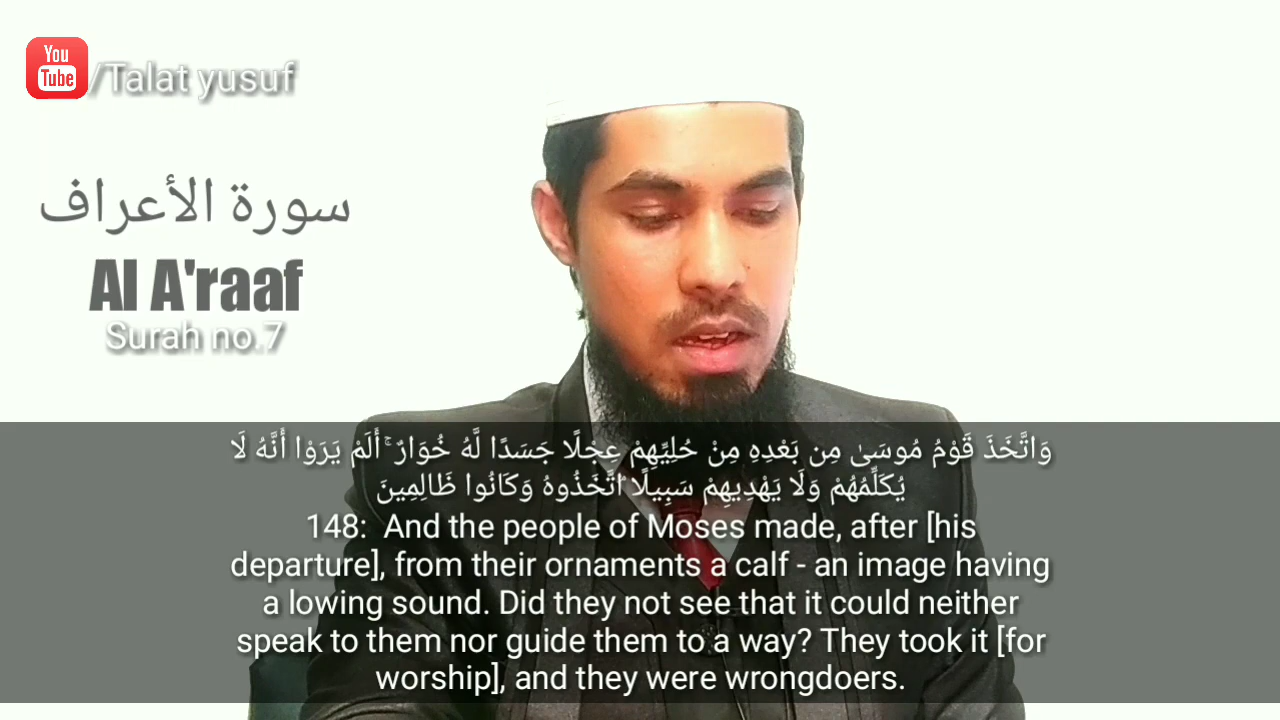 You
Tube
/Talat yusuf
سورة الأعراف
Al A'raaf
Surah no.7
وَاتَّخَذَ قَوْمُ مُوسَىٰ مِن بَعْدِهِ مِنْ حُلِيِّهِمْ عِجْلًا جَسَدًا لَّهُ خُوَارٌ ۚ أَلَمْ يَرَوْا أَنَّهُ لَا
يُكَلِّمُهُمْ وَلَا يَهْدِيهِمْ سَبِيلًا ۘ اتَّخَذُوهُ وَكَانُوا ظَالِمِينَ
148: And the people of Moses made, after [his
departure], from their ornaments a calf - an image having
a lowing sound. Did they not see that it could neither
speak to them nor guide them to a way? They took it [for
worship], and they were wrongdoers.